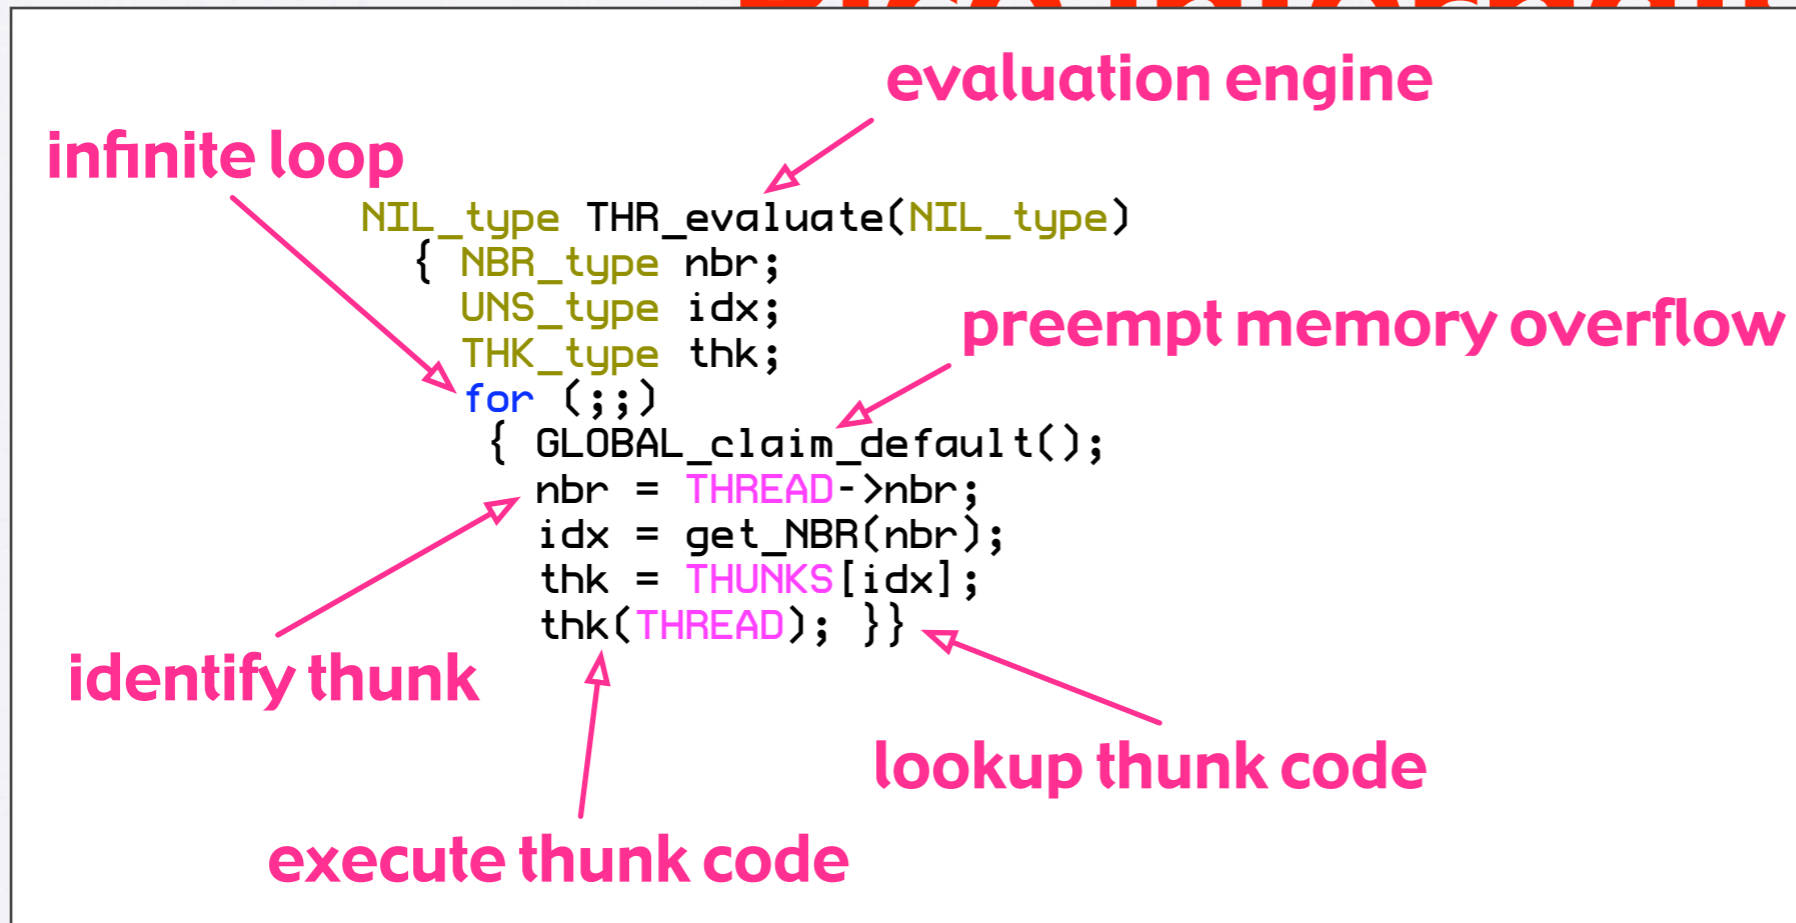 evaluation engine
infinite loop
NIL_type THR_evaluate(NIL_type)
{ NBR_type nbr;
UNS_type idx;
preempt memory overflow
THK_type thk;
for (;;)
{ GLOBAL_claim_default();
nbr = THREAD->nbr;
idx = get_NBR(nbr);
thk = THUNKS[idx];
thk(THREAD); }}
identify thunk
lookup thunk code
execute thunk code